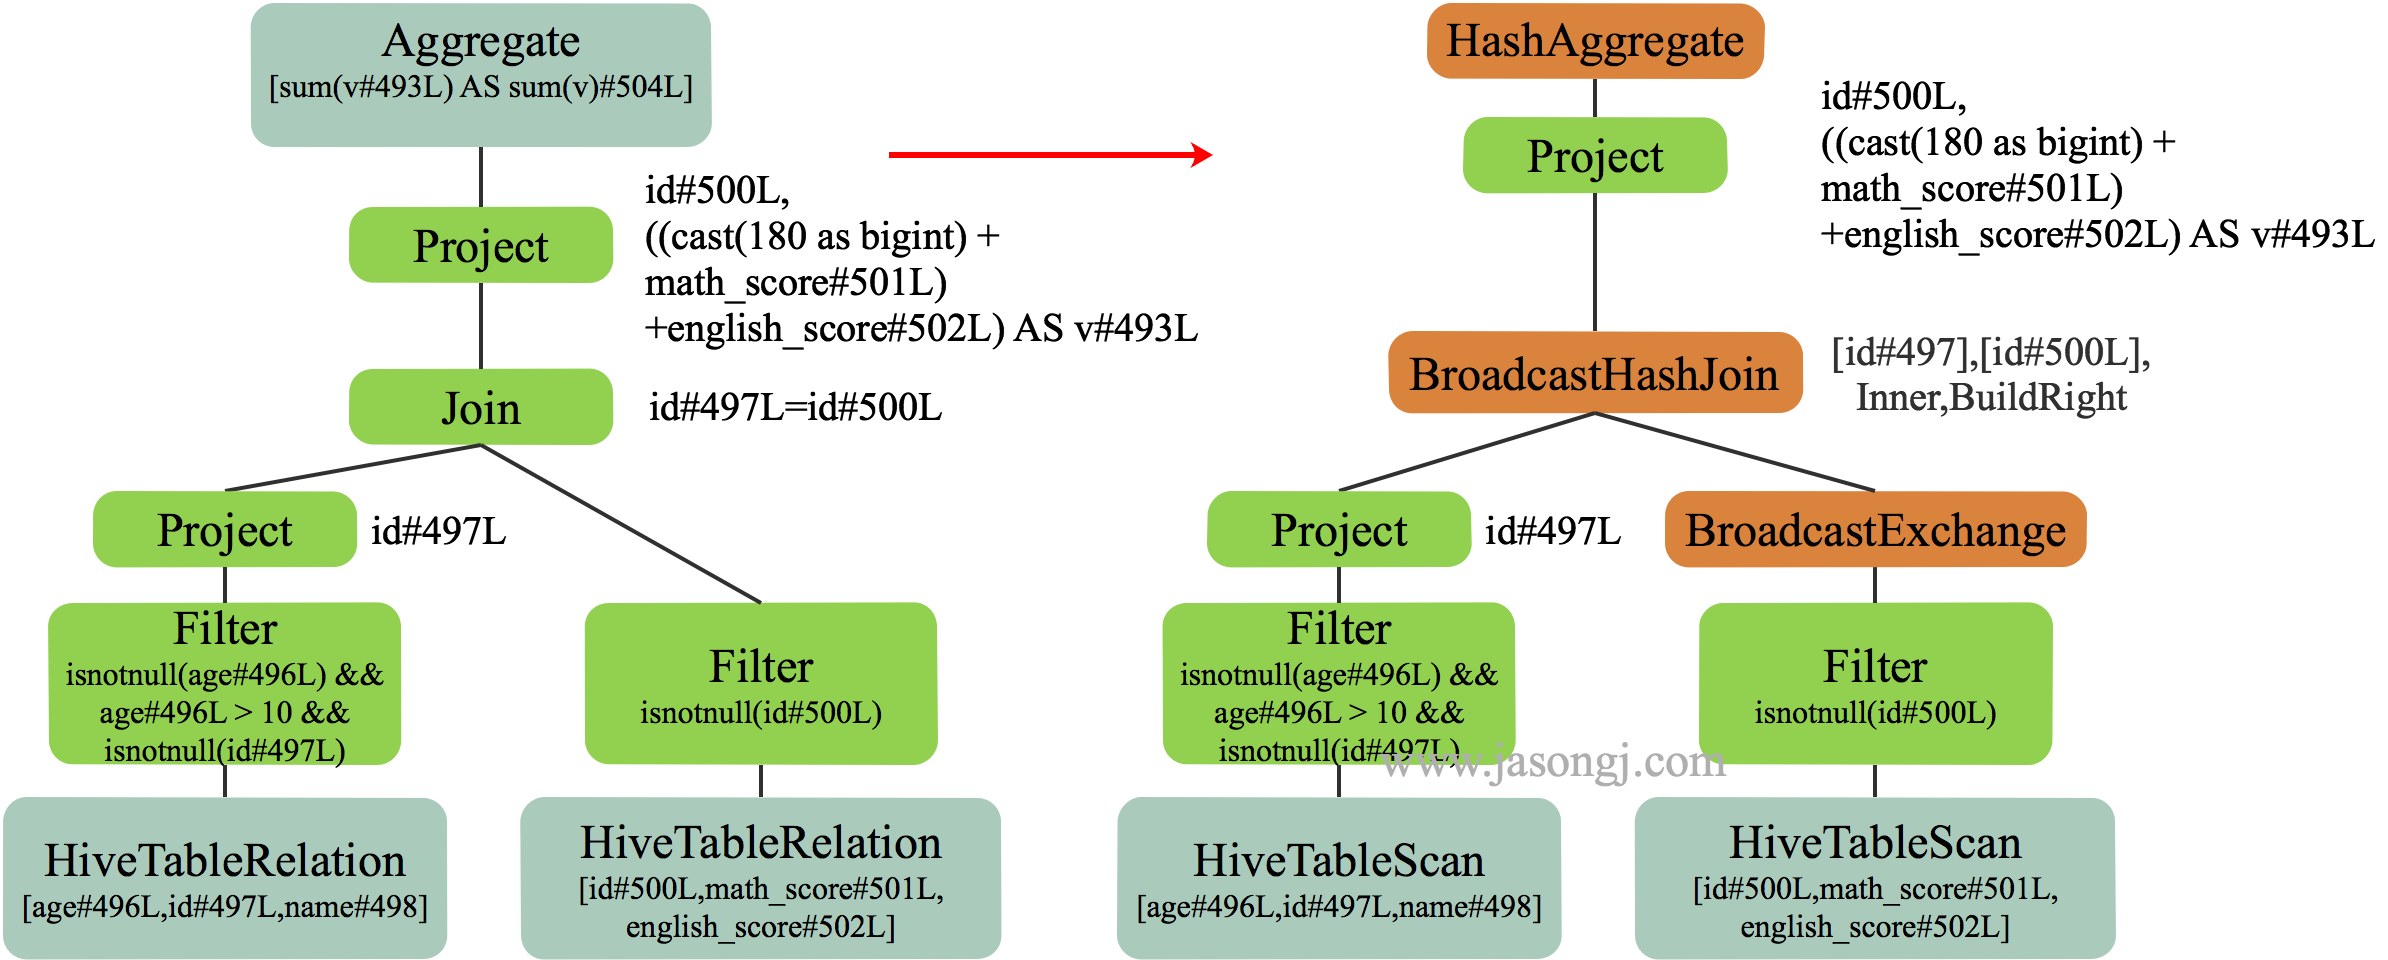 Aggregate
[sum(v#493L) AS sum(v)#504L]
Project
id#500L,
((cast(180 as bigint) +
math_score#501L)
+english_score#502L) AS v#493L
Join
id#497L=id#500L
Project
id#497L
Filter
isnotnull(age#496L) &&
age#496L > 10 &&
isnotnull(id#497L)
Filter
isnotnull(id#500L)
HiveTableRelation
[age#496L,id#497L,name#498]
HiveTableRelation
[id#500L,math_score#501L,
english_score#502L]
HashAggregate
Project
id#500L,
((cast(180 as bigint) +
math_score#501L)
+english_score#502L) AS v#493L
BroadcastHashJoin
[id#497],[id#500L],
Inner,BuildRight
Project
id#497L
BroadcastExchange
Filter
isnotnull(age#496L) &&
age#496L > 10 &&
isnotnull(id#497L)
Filter
isnotnull(id#500L)
www.jasongj.com
HiveTableScan
[age#496L,id#497L,name#498]
HiveTableScan
[id#500L,math_score#501L,
english_score#502L]